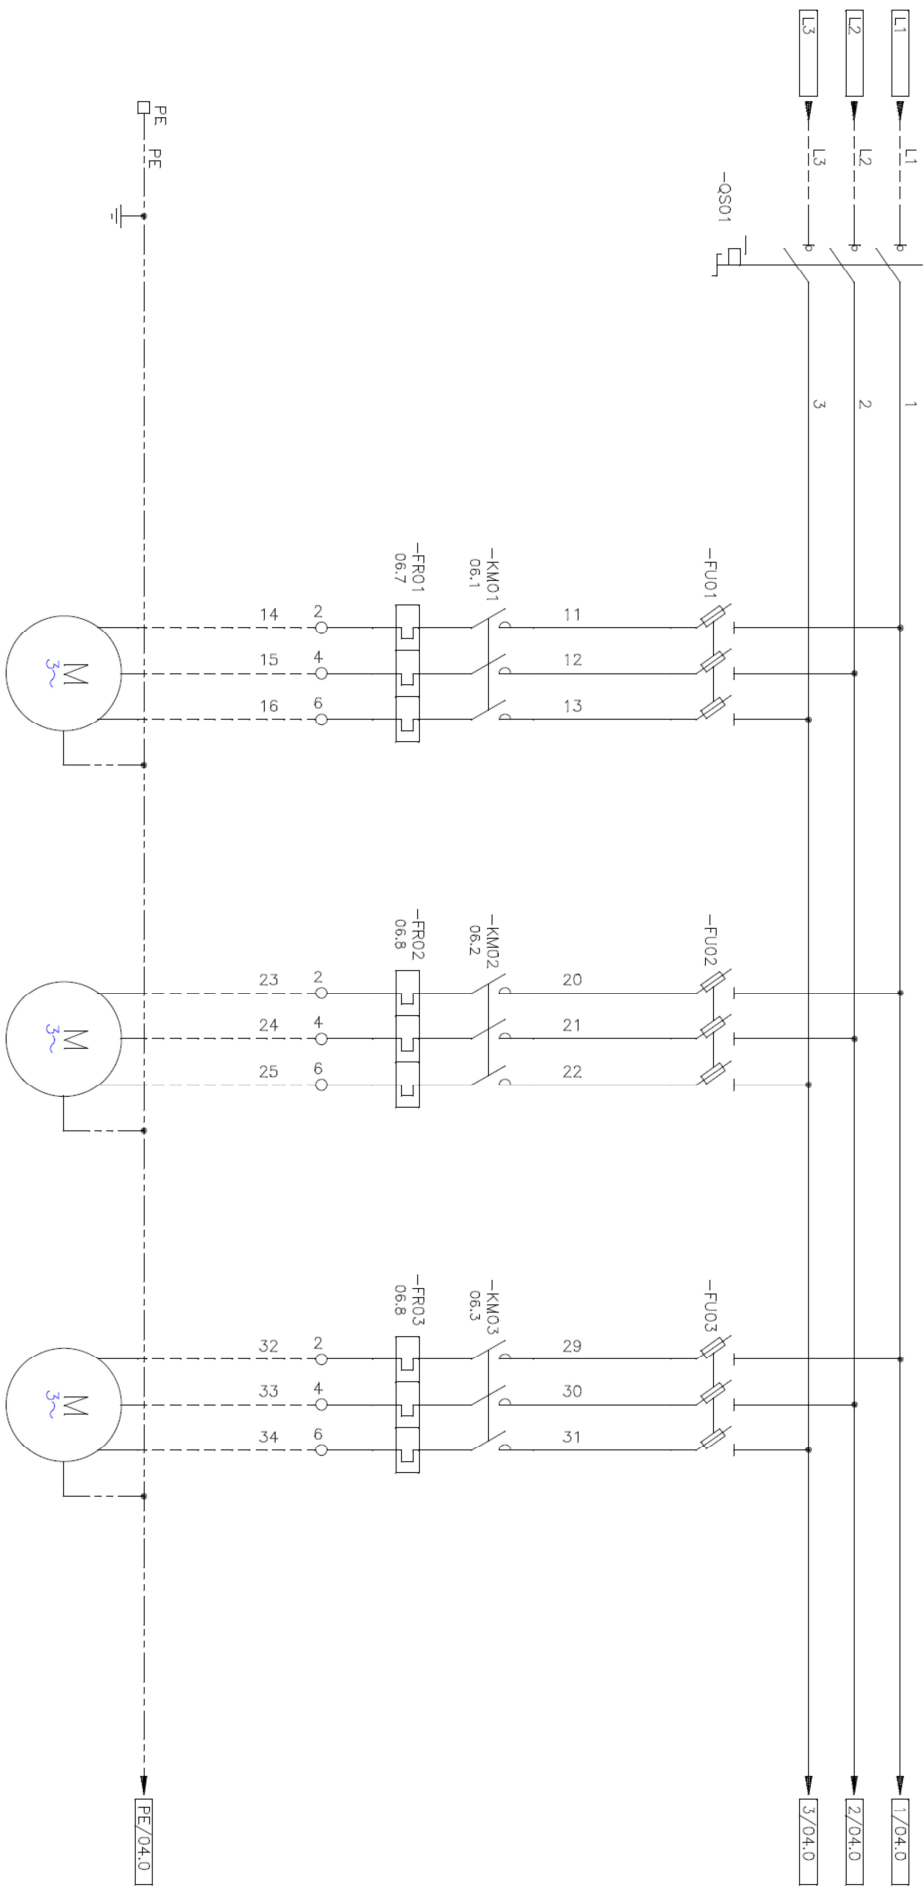 L1
L2
L3
L1
L2
L3
-QS01
1
2
3
-FU01
-FU02
-FU03
11
12
13
20
21
22
29
30
31
-KM01
06.1
-KM02
06.2
-KM03
06.3
-FR01
06.7
-FR02
06.8
-FR03
06.8
2
4
6
2
4
6
2
4
6
14
15
16
23
24
25
32
33
34
PE
PE
M
3~
M
3~
M
3~
1/04.0
2/04.0
3/04.0
PE/04.0